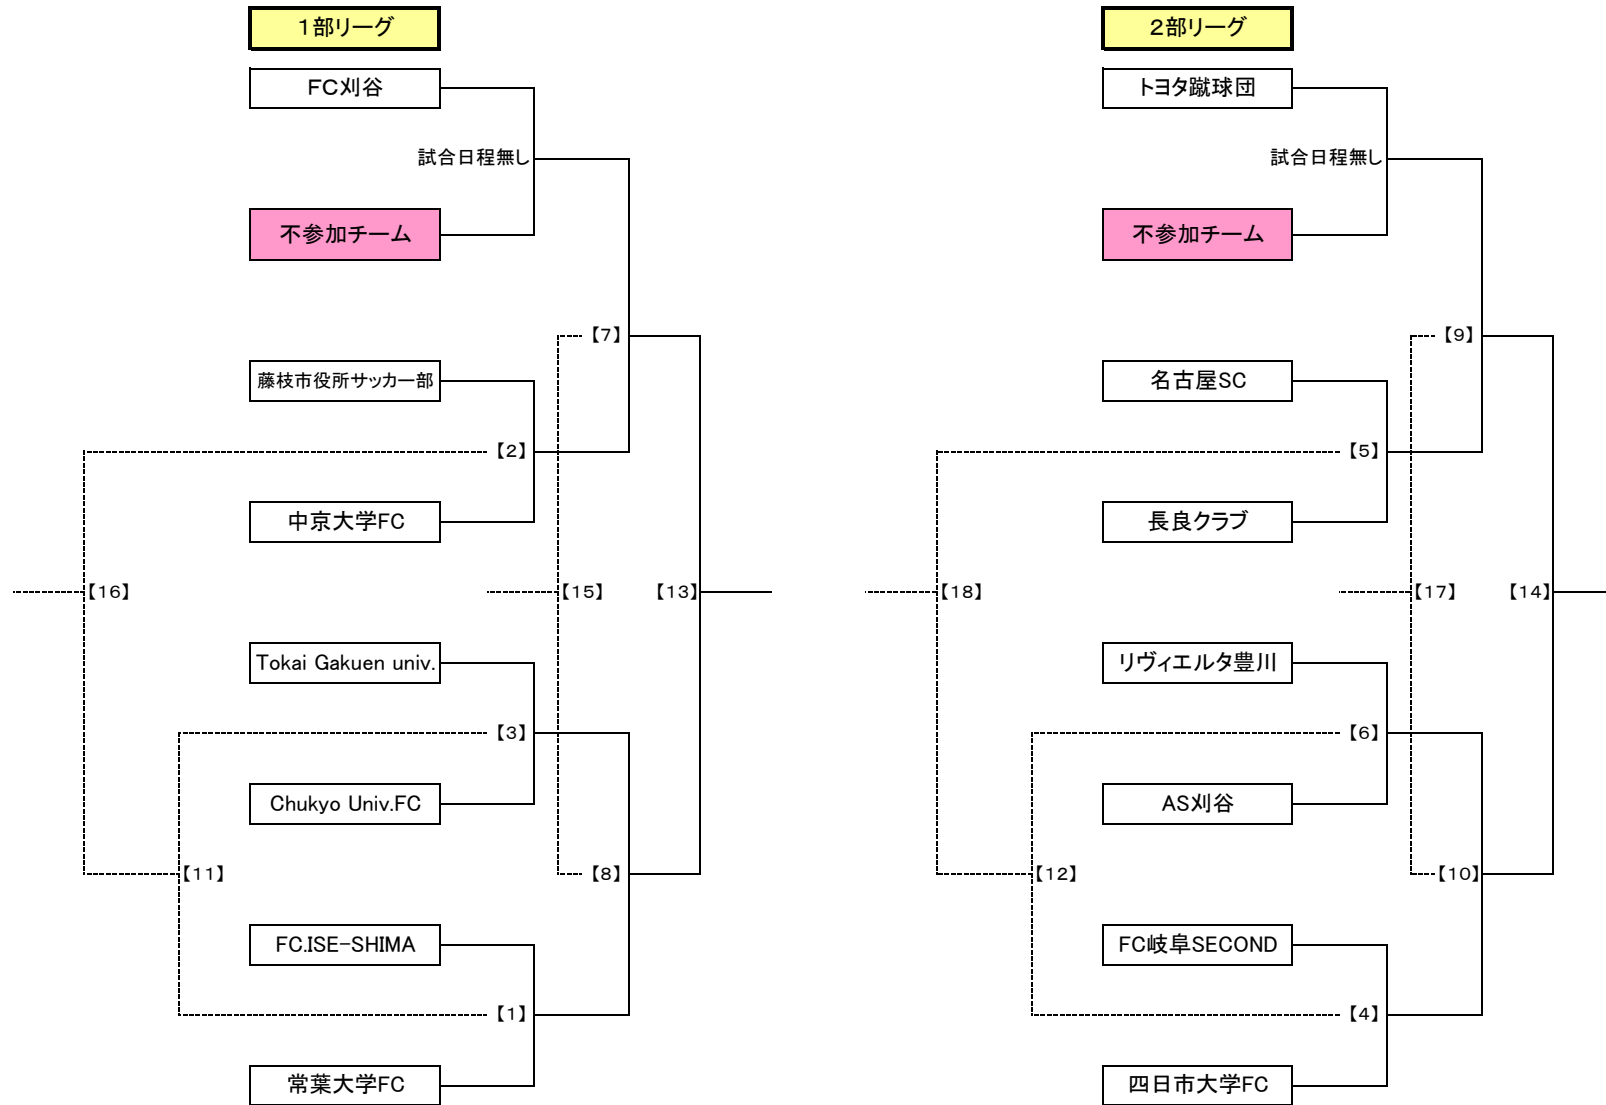 １部リーグ
FC刈谷
試合日程無し
不参加チーム
【7】
藤枝市役所サッカー部
【2】
中京大学FC
【16】
【15】
【13】
Tokai Gakuen univ.
【3】
Chukyo Univ.FC
【11】
【8】
FC.ISE-SHIMA
【1】
常葉大学FC
２部リーグ
トヨタ蹴球団
試合日程無し
不参加チーム
【9】
名古屋SC
【5】
長良クラブ
【18】
【17】
【14】
リヴィエルタ豊川
【6】
AS刈谷
【12】
【10】
FC岐阜SECOND
【4】
四日市大学FC